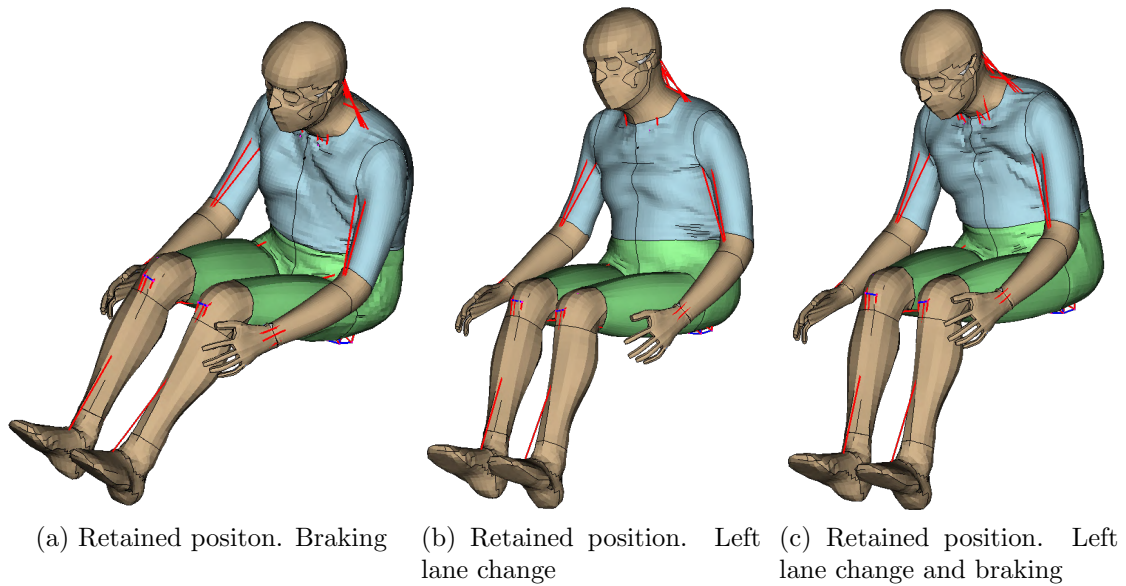 (a) Retained positon. Braking
(b) Retained position. Left
lane change
(c) Retained position. Left
lane change and braking